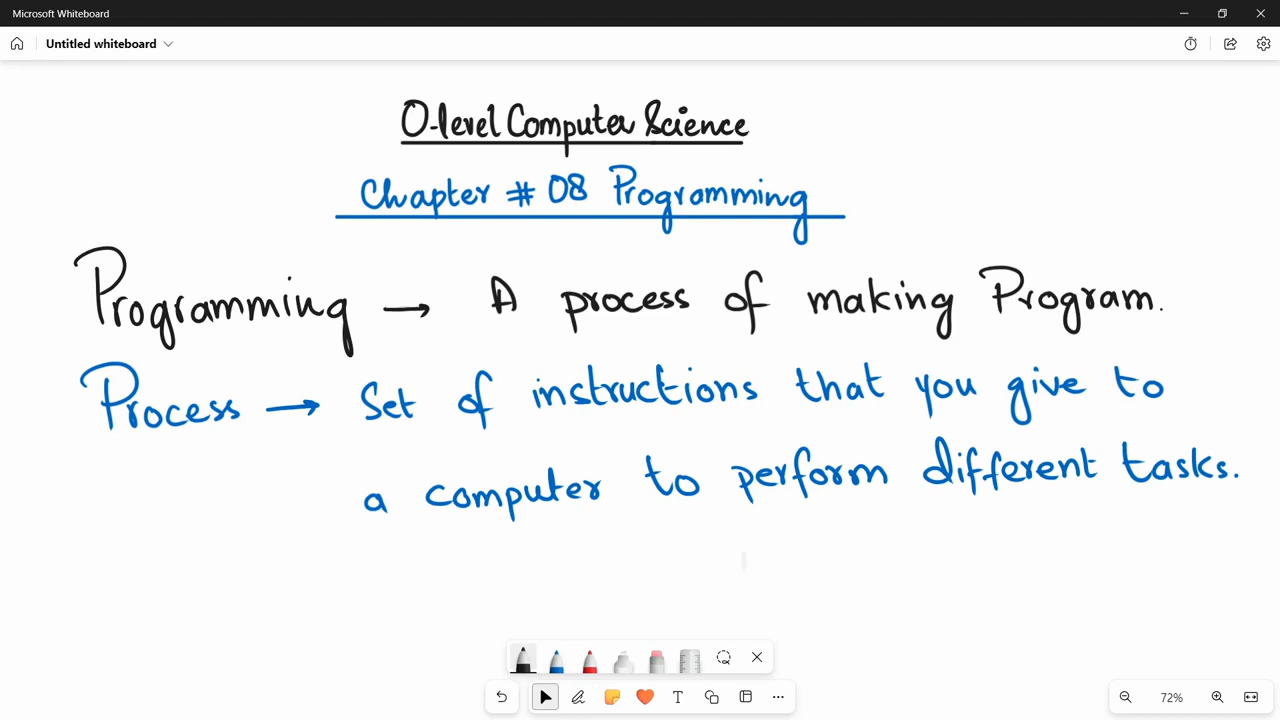 Microsoft Whiteboard
Untitled whiteboard
O-level Computer Science
Chapter # 08 Programming
Programming → A process of making Program.
Process → Set of instructions that you give to
a computer to perform different tasks.
72%